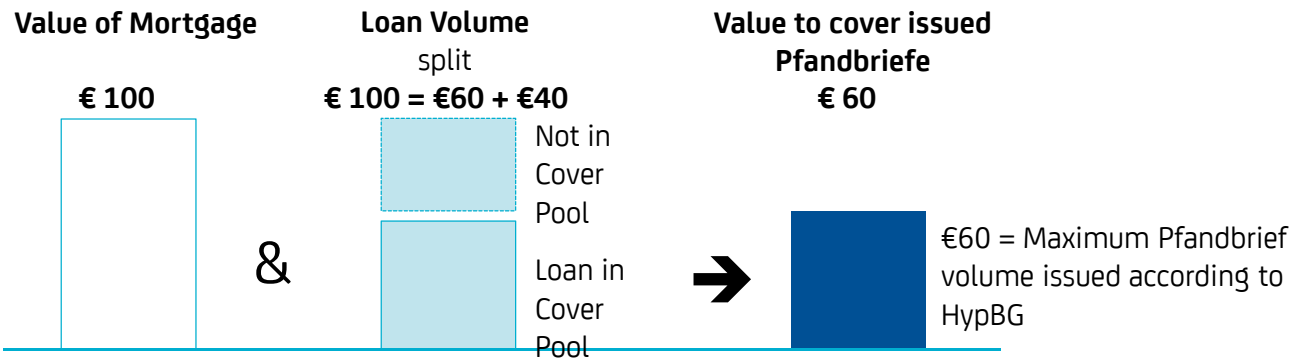 Value of Mortgage
€ 100
Loan Volume
split
€ 100 = €60 + €40
Value to cover issued
Pfandbriefe
€ 60
Not in
Cover
Pool
&
Loan in
Cover
Pool
➔
€60 = Maximum Pfandbrief
volume issued according to
HypBG